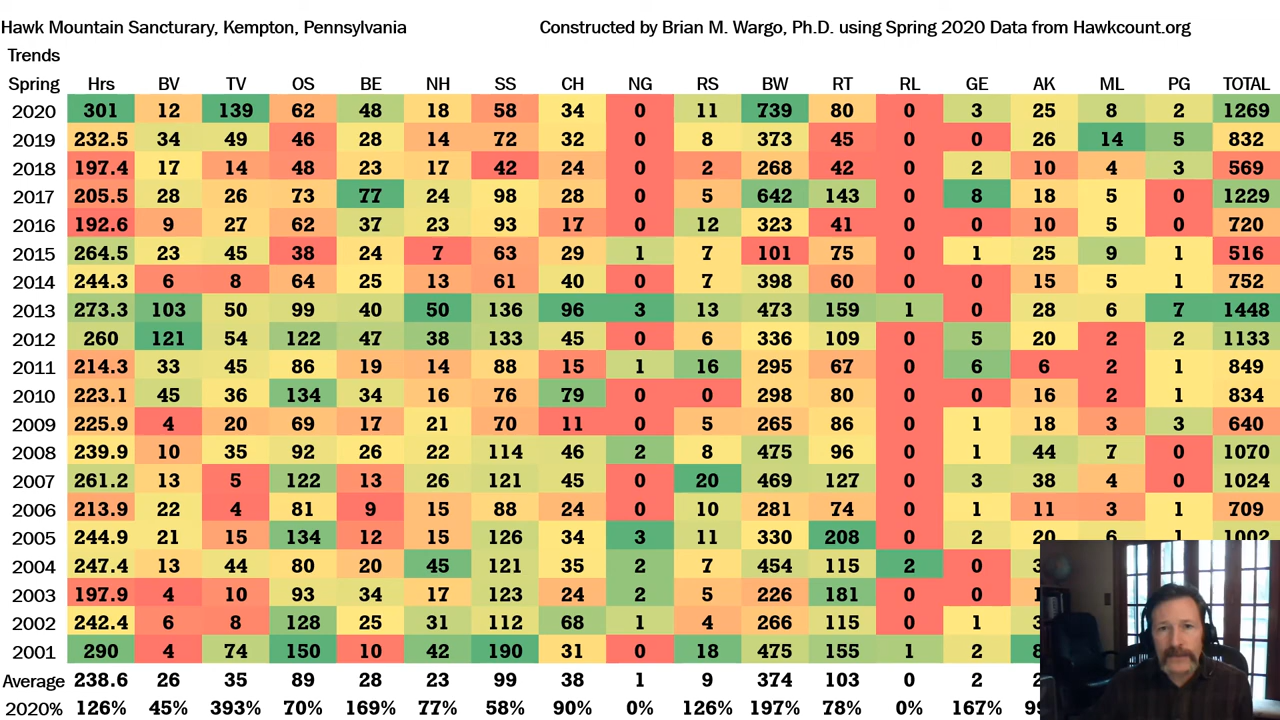 Hawk Mountain Sancturary, Kempton, Pennsylvania Constructed by Brian M. Wargo, Ph.D. using Spring 2020 Data from Hawkcount.org
Trends
Spring Hrs BV TV OS BE NH SS CH NG RS BW RT RL GE AK ML PG TOTAL
2020 301 12 139 62 48 18 58 34 0 11 739 80 0 3 25 8 2 1269
2019 232.5 34 49 46 28 14 72 32 0 8 373 45 0 0 26 14 5 832
2018 197.4 17 14 48 23 17 42 24 0 2 268 42 0 2 10 4 3 569
2017 205.5 28 26 73 77 24 98 28 0 5 642 143 0 8 18 5 0 1229
2016 192.6 9 27 62 37 23 93 17 0 12 323 41 0 0 10 5 0 720
2015 264.5 23 45 38 24 7 63 29 1 7 101 75 0 1 25 9 1 516
2014 244.3 6 8 64 25 13 61 40 0 7 398 60 0 0 15 5 1 752
2013 273.3 103 50 99 40 50 136 96 3 13 473 159 1 0 28 6 7 1448
2012 260 121 54 122 47 38 133 45 0 6 336 109 0 5 20 2 2 1133
2011 214.3 33 45 86 19 14 88 15 1 16 295 67 0 6 6 2 1 849
2010 223.1 45 36 134 34 16 76 79 0 0 298 80 0 0 16 2 1 834
2009 225.9 4 20 69 17 21 70 11 0 5 265 86 0 1 18 3 3 640
2008 239.9 10 35 92 26 22 114 46 2 8 475 96 0 1 44 7 0 1070
2007 261.2 13 5 122 13 26 121 45 0 20 469 127 0 3 38 4 0 1024
2006 213.9 22 4 81 9 15 88 24 0 10 281 74 0 1 11 3 1 709
2005 244.9 21 15 134 12 15 126 34 3 11 330 208 0 2 20 6 1 1002
2004 247.4 13 44 80 20 45 121 35 2 7 454 115 2 0
2003 197.9 4 10 93 34 17 123 24 2 5 226 181 0 0
2002 242.4 6 8 128 25 31 112 68 1 4 266 115 0 1
2001 290 4 74 150 10 42 190 31 0 18 475 155 1 2
Average 238.6 26 35 89 28 23 99 38 1 9 374 103 0 2
2020% 126% 45% 393% 70% 169% 77% 58% 90% 0% 126% 197% 78% 0% 167%